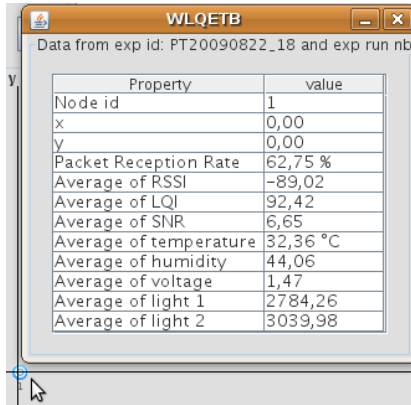 WLQETB
Data from exp id: PT20090822_18 and exp run nb
y
Property value
Node id 1
x 0,00
y 0,00
Packet Reception Rate 62,75 %
Average of RSSI −89,02
Average of LQI 92,42
Average of SNR 6,65
Average of temperature 32,36 °C
Average of humidity 44,06
Average of voltage 1,47
Average of light 1 2784,26
Average of light 2 3039,98
1